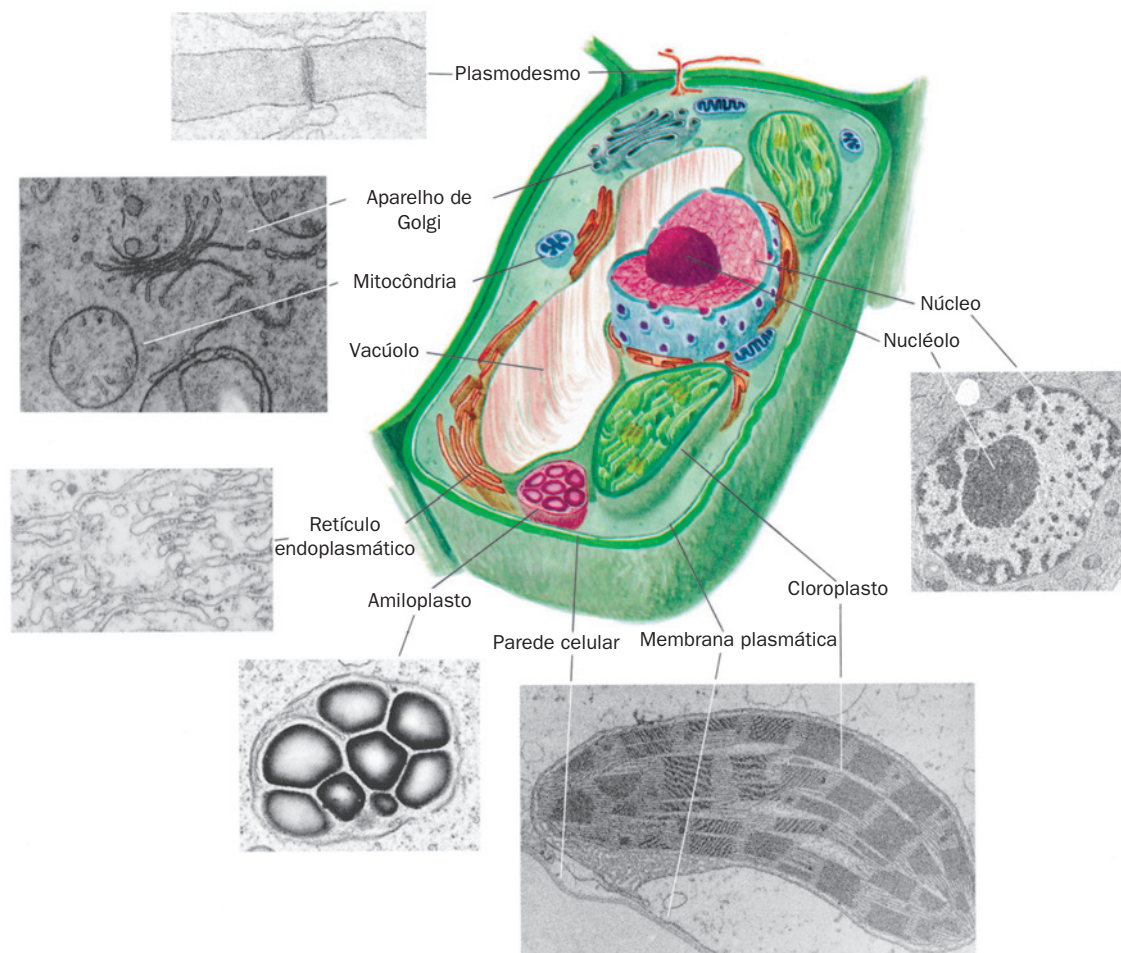 Plasmodesmo
Aparelho de
Golgi
Mitocôndria
Núcleo
Nucléolo
Vacúolo
Retículo
endoplasmático
Amiloplasto
Cloroplasto
Parede celular
Membrana plasmática